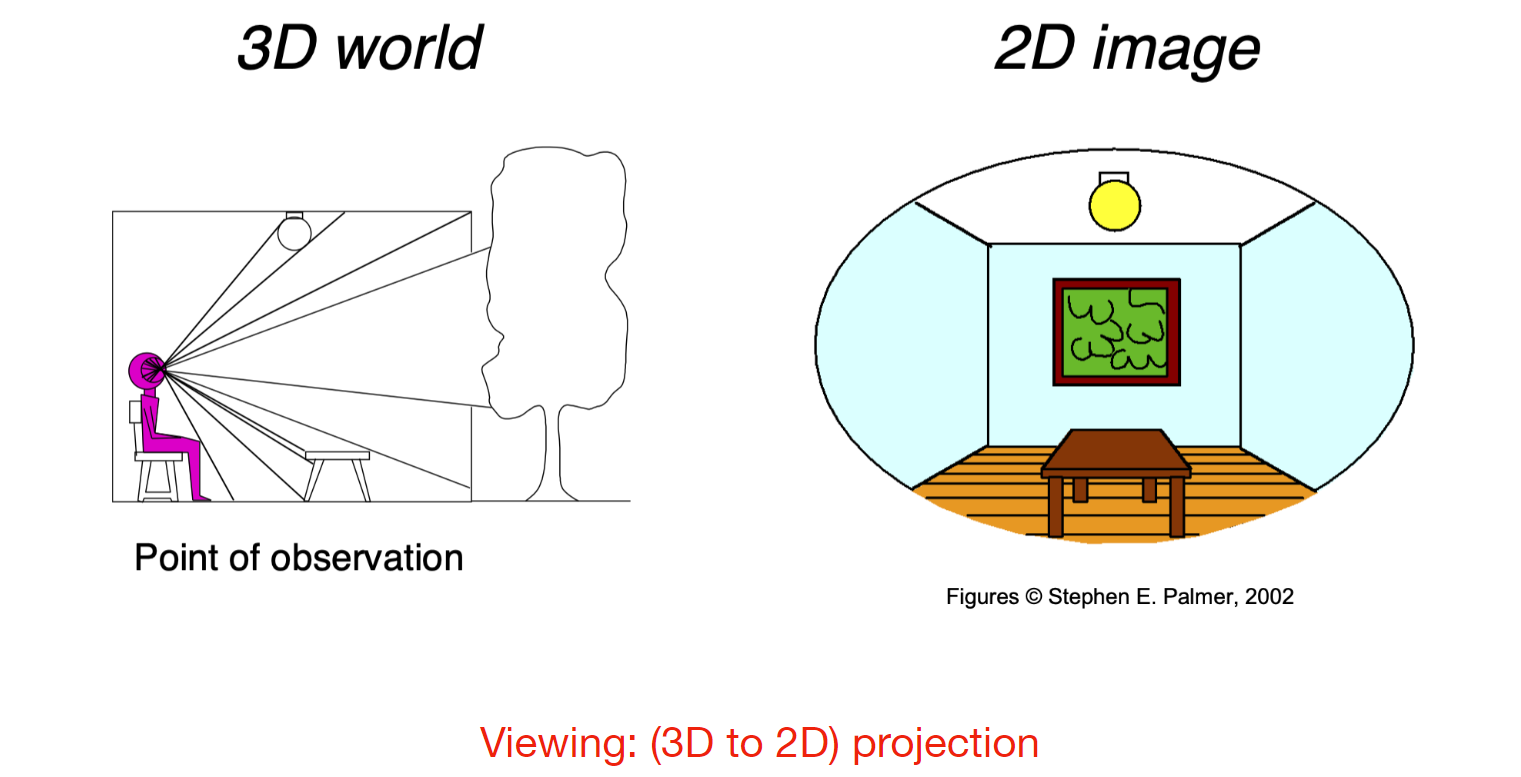 3D world
2D image
Point of observation
Figures © Stephen E. Palmer, 2002
Viewing: (3D to 2D) projection